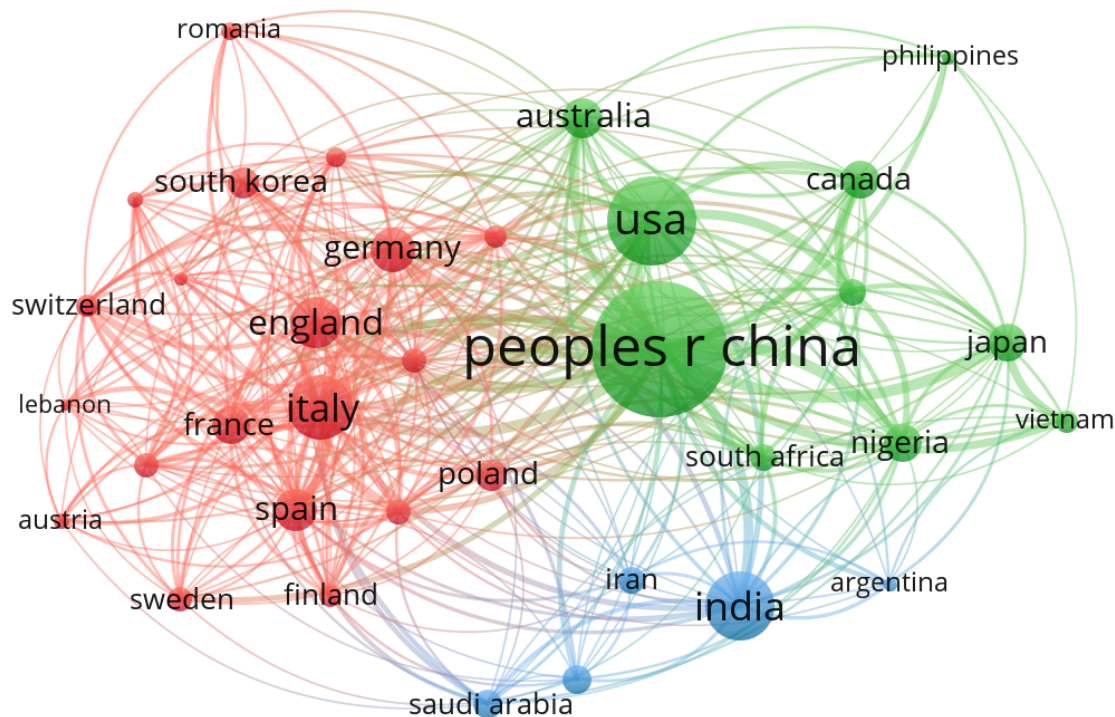 romania
philippines
australia
south korea
canada
usa
germany
switzerland
england
peoples r china
japan
lebanon
italy
france
vietnam
nigeria
south africa
poland
spain
austria
iran
argentina
sweden
finland
india
saudi arabia